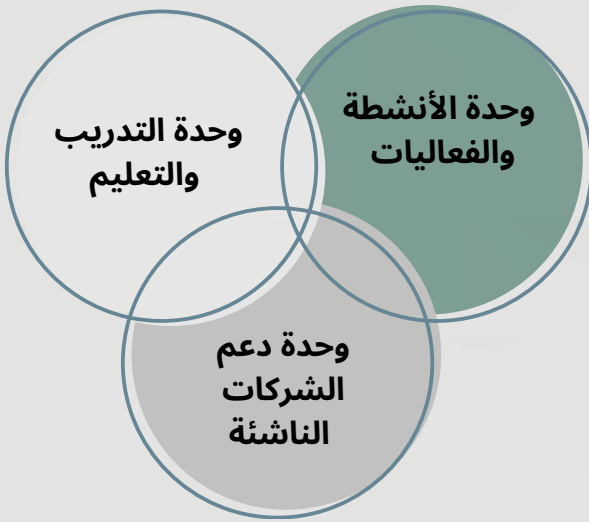 وحدة الأنشطة
والفعاليات
وحدة التدريب
والتعليم
وحدة دعم
الشركات
الناشئة